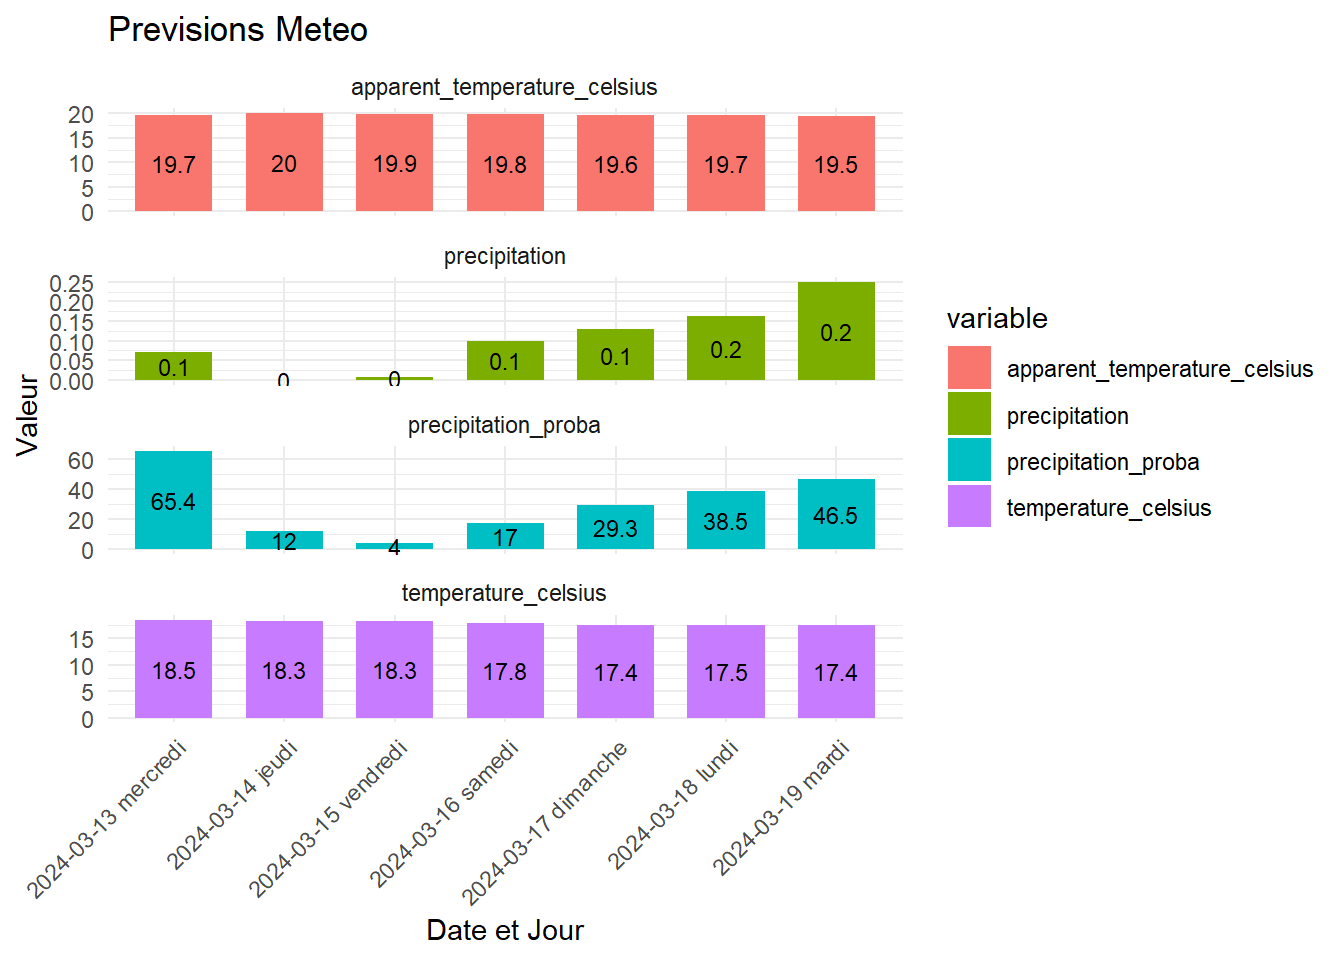 Previsions Meteo
apparent_temperature_celsius
20
15
10
5
0
19.7 20 19.9 19.8 19.6 19.7 19.5
precipitation
0.25
0.20
0.15
0.10
0.05
0.00
0.1 0 0 0.1 0.1 0.2 0.2
precipitation_proba
60
40
20
0
65.4 12 4 17 29.3 38.5 46.5
temperature_celsius
15
10
5
0
18.5 18.3 18.3 17.8 17.4 17.5 17.4
2024-03-13 mercredi
2024-03-14 jeudi
2024-03-15 vendredi
2024-03-16 samedi
2024-03-17 dimanche
2024-03-18 lundi
2024-03-19 mardi
Date et Jour
Valeur
variable
apparent_temperature_celsius
precipitation
precipitation_proba
temperature_celsius